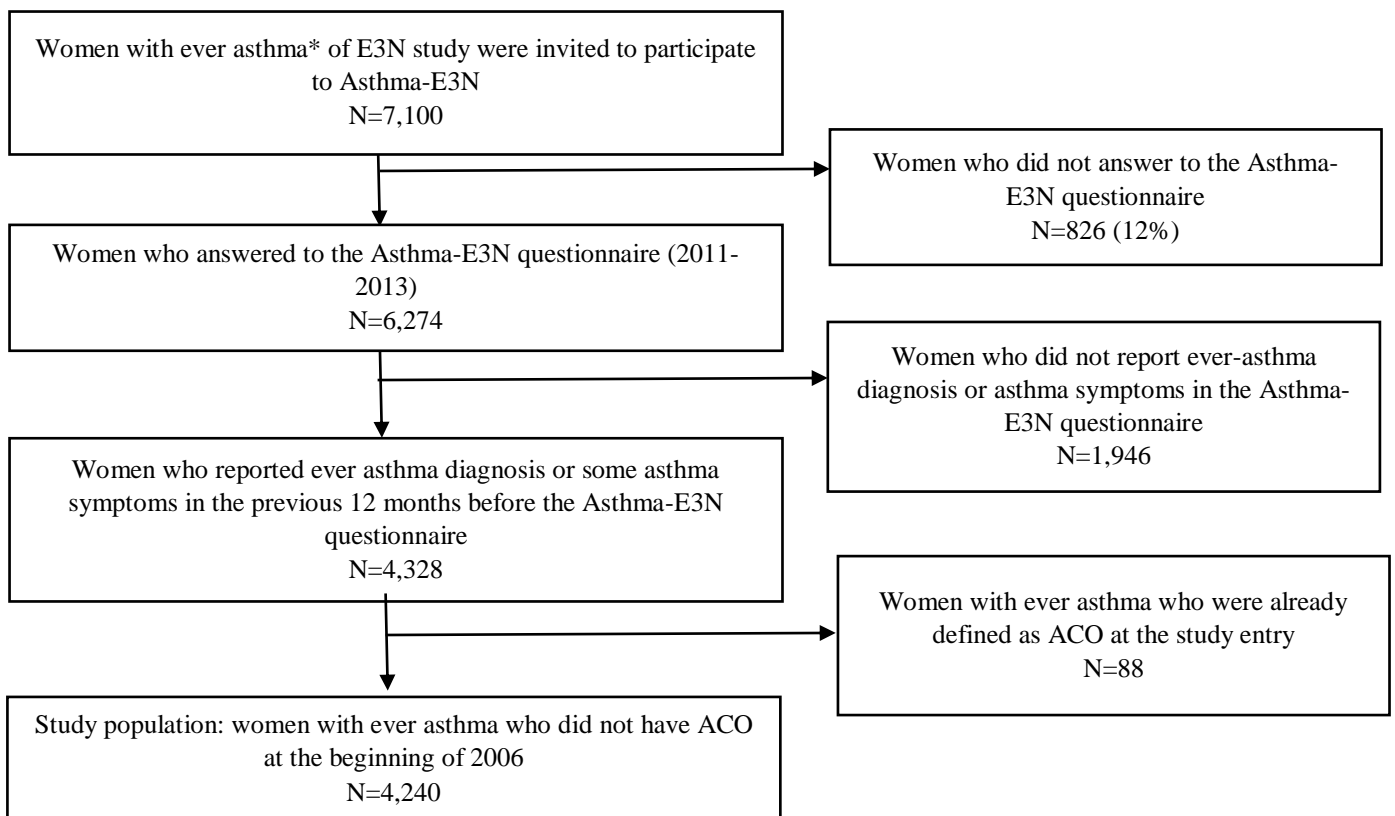 Women with ever asthma* of E3N study were invited to participate
to Asthma-E3N
N=7,100
Women who did not answer to the Asthma-
E3N questionnaire
N=826 (12%)
Women who answered to the Asthma-E3N questionnaire (2011-
2013)
N=6,274
Women who did not report ever-asthma
diagnosis or asthma symptoms in the Asthma-
E3N questionnaire
N=1,946
Women who reported ever asthma diagnosis or some asthma
symptoms in the previous 12 months before the Asthma-E3N
questionnaire
N=4,328
Women with ever asthma who were already
defined as ACO at the study entry
N=88
Study population: women with ever asthma who did not have ACO
at the beginning of 2006
N=4,240